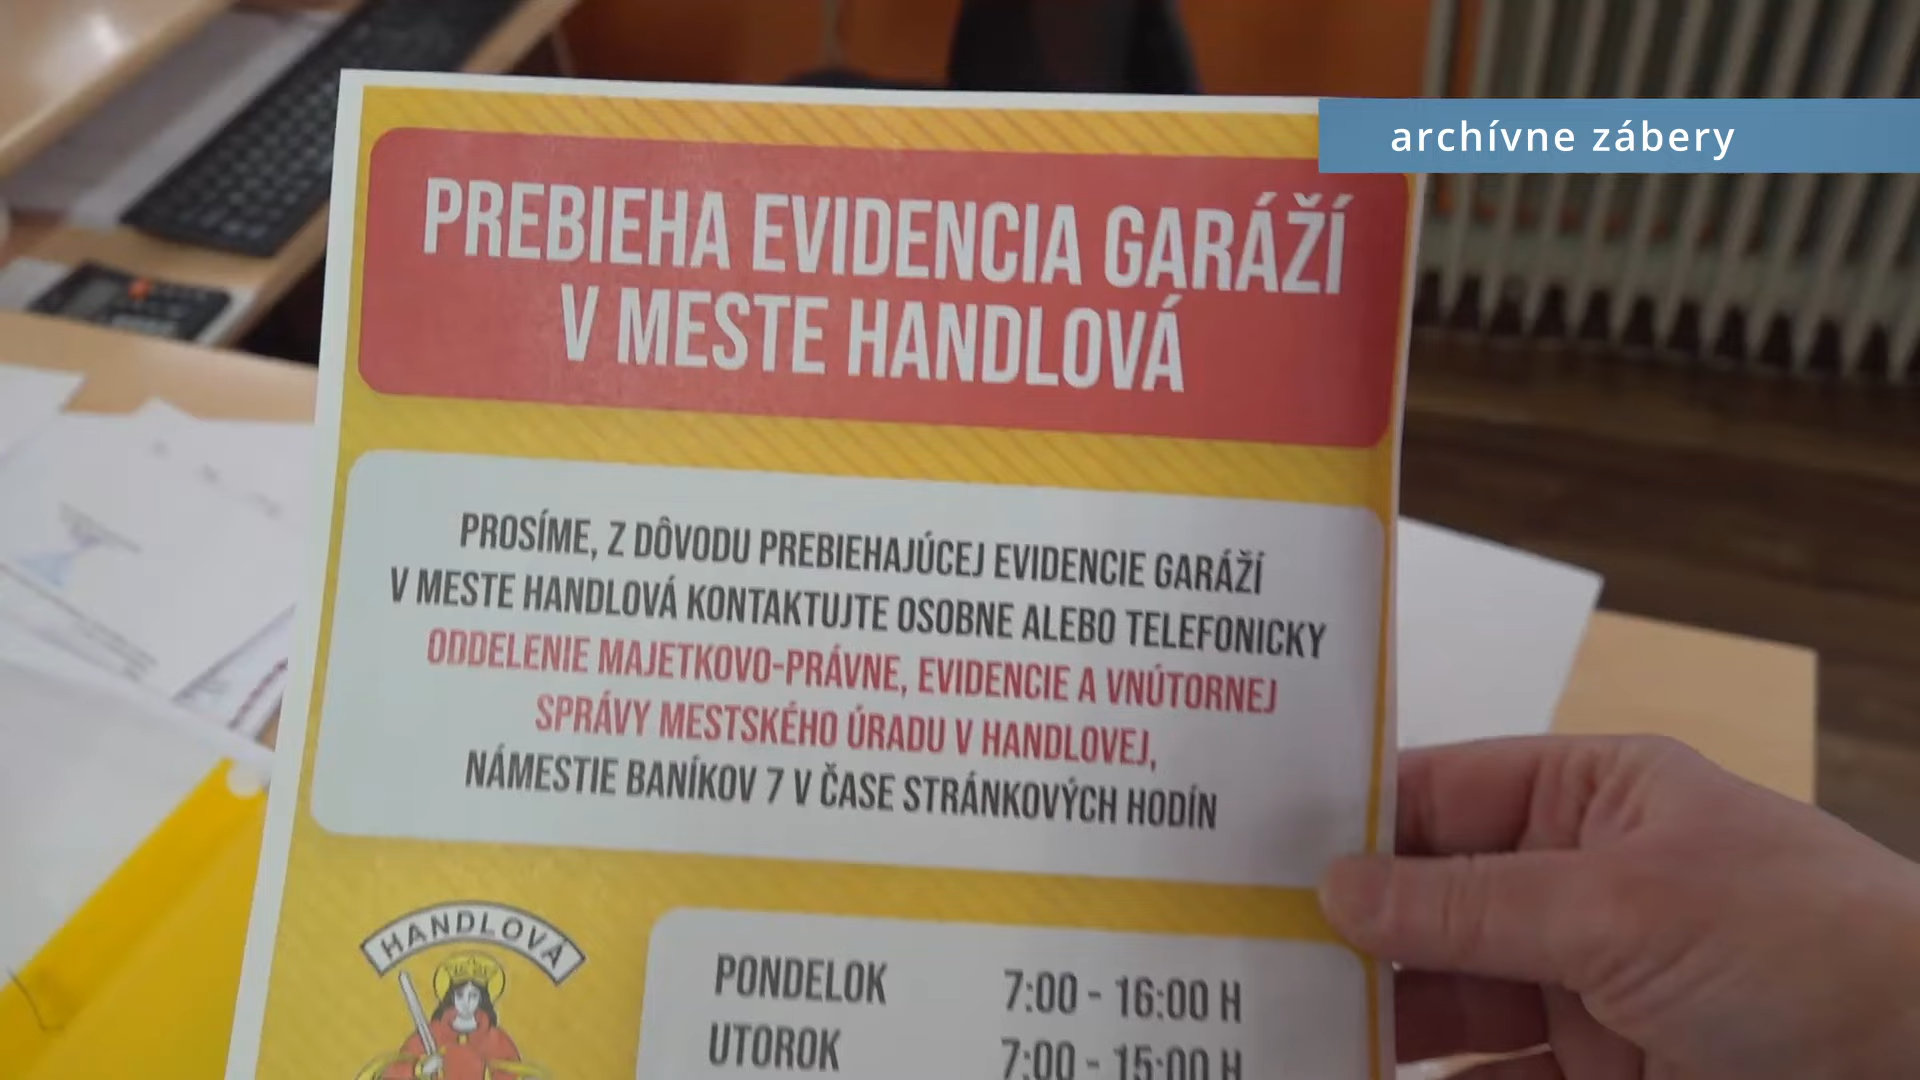 archívne zábery
PREBIEHA EVIDENCIA GARÁŽÍ
V MESTE HANDLOVÁ
PROSÍME, Z DÔVODU PREBIEHAJÚCEJ EVIDENCIE GARÁŽÍ
V MESTE HANDLOVÁ KONTAKTUJTE OSOBNE ALEBO TELEFONICKY
ODDELENIE MAJETKOVO-PRÁVNE, EVIDENCIE A VNÚTORNEJ
SPRÁVY MESTSKÉHO ÚRADU V HANDLOVEJ,
NÁMESTIE BANÍKOV 7 V ČASE STRÁNKOVÝCH HODÍN
HANDLOVÁ
PONDELOK 7:00 - 16:00 H
UTOROK 7:00 - 15:00 H